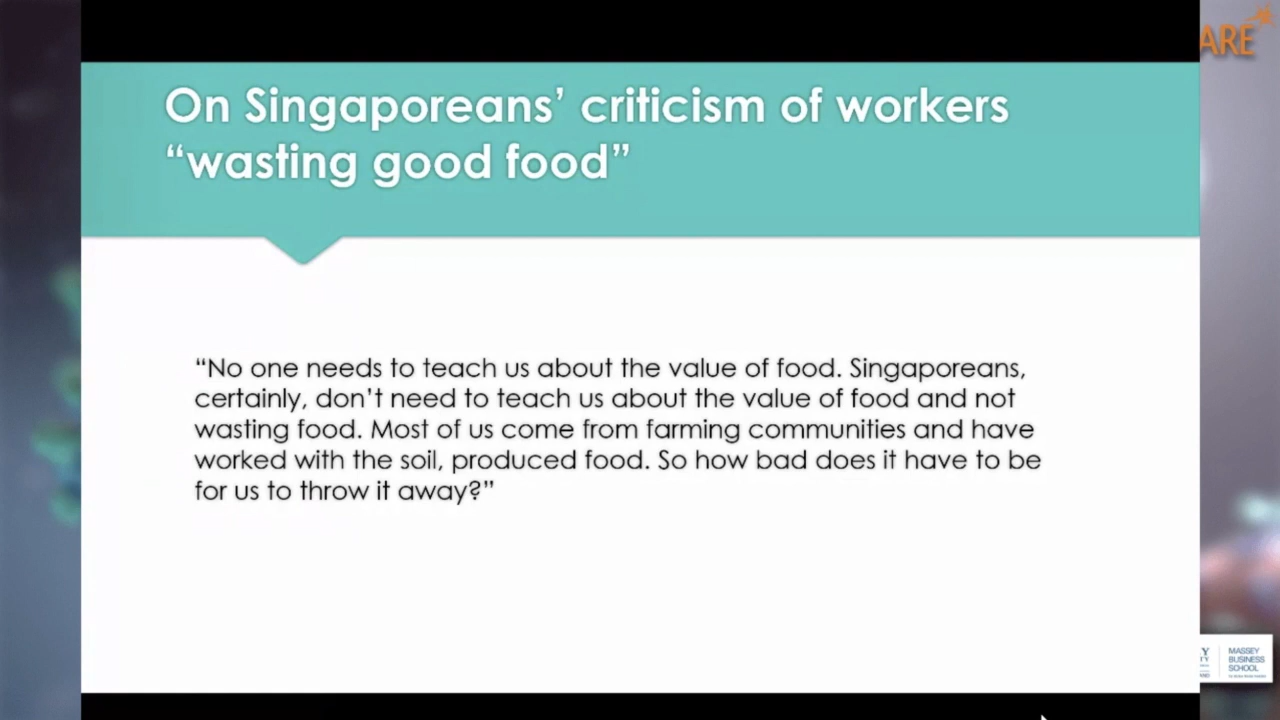 On Singaporeans’ criticism of workers
“wasting good food”
“No one needs to teach us about the value of food. Singaporeans,
certainly, don’t need to teach us about the value of food and not
wasting food. Most of us come from farming communities and have
worked with the soil, produced food. So how bad does it have to be
for us to throw it away?”
ARE
MASSEY
BUSINESS
SCHOOL